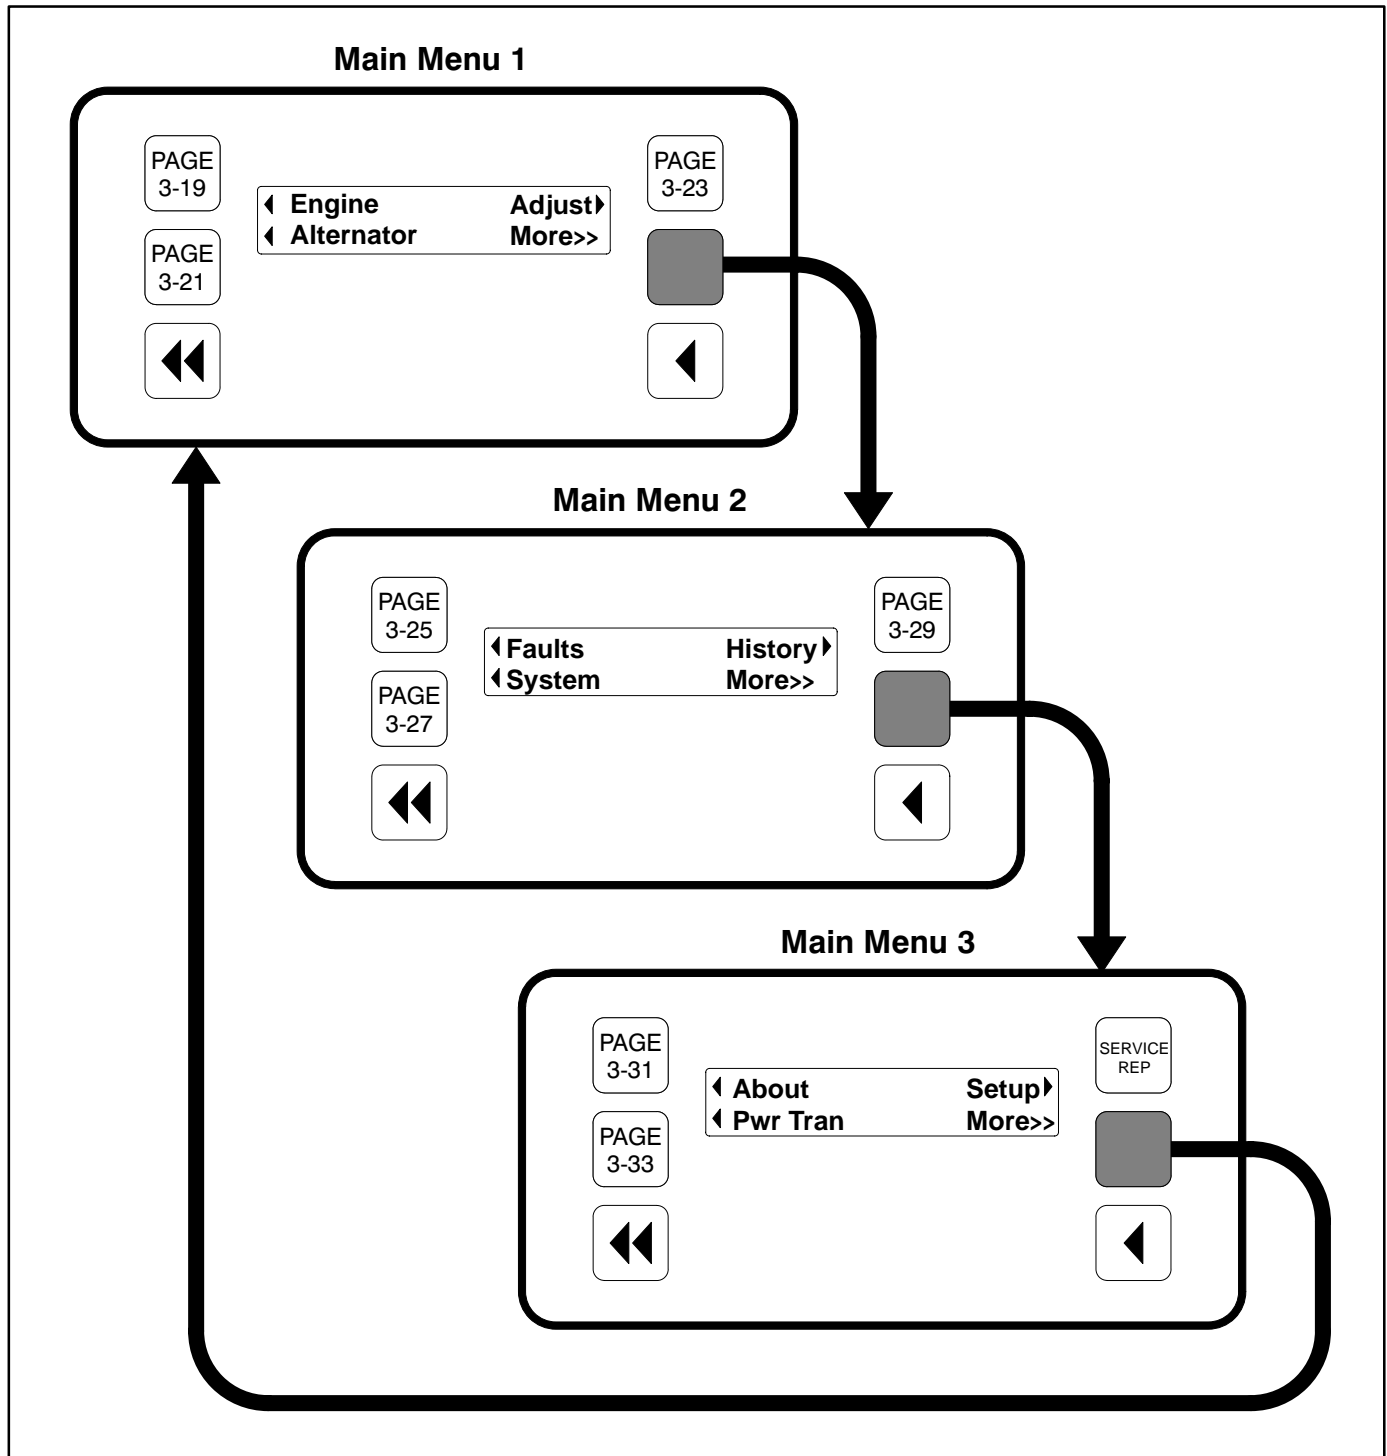 Main Menu 1
PAGE
3-19
PAGE
3-23
Engine Adjust
Alternator More>>
PAGE
3-21
Main Menu 2
PAGE
3-25
PAGE
3-29
Faults History
System More>>
PAGE
3-27
Main Menu 3
PAGE
3-31
SERVICE
REP
About Setup
Pwr Tran More>>
PAGE
3-33